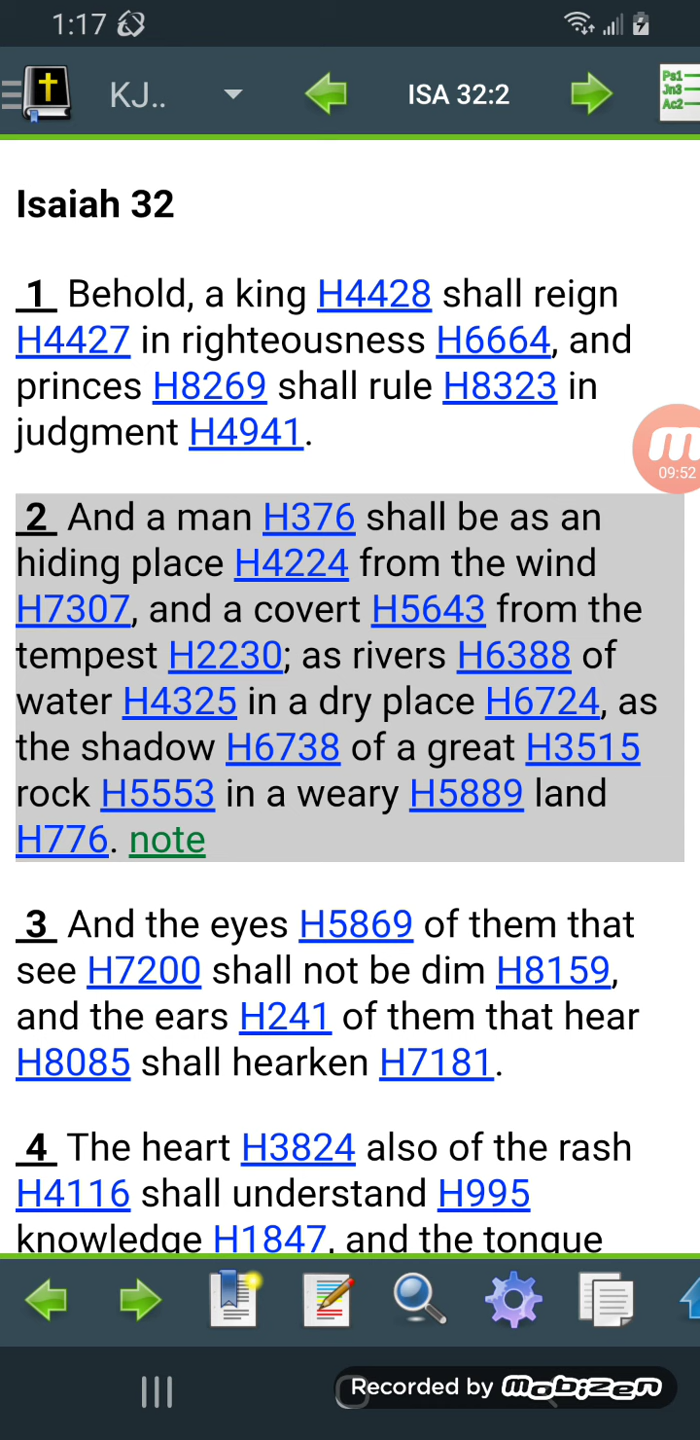 1:17
KJ..
ISA 32:2
Ps1
Jn3
Ac2
Isaiah 32
1 Behold, a king H4428 shall reign
H4427 in righteousness H6664, and
princes H8269 shall rule H8323 in
judgment H4941.
09:52
2 And a man H376 shall be as an
hiding place H4224 from the wind
H7307, and a covert H5643 from the
tempest H2230; as rivers H6388 of
water H4325 in a dry place H6724, as
the shadow H6738 of a great H3515
rock H5553 in a weary H5889 land
H776. note
3 And the eyes H5869 of them that
see H7200 shall not be dim H8159,
and the ears H241 of them that hear
H8085 shall hearken H7181.
4 The heart H3824 also of the rash
H4116 shall understand H995
knowledge H1847, and the tongue
Recorded by mobizen